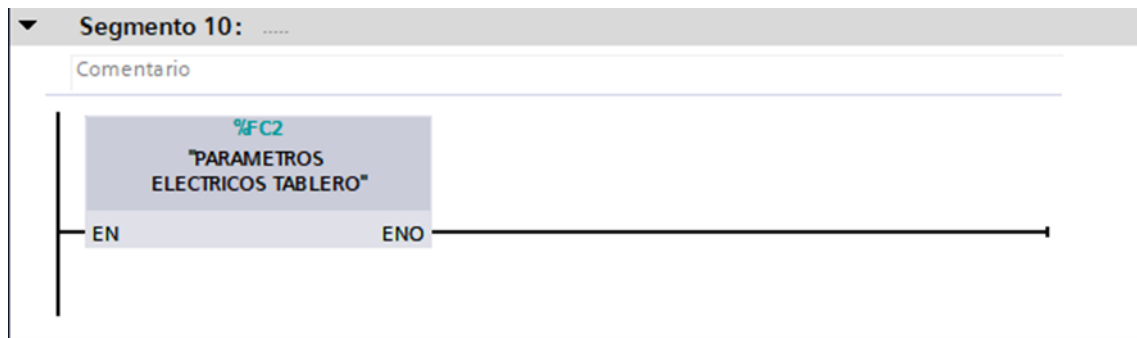 Segmento 10: .....
Comentario
%FC2
"PARAMETROS
ELECTRICOS TABLERO"
EN ENO